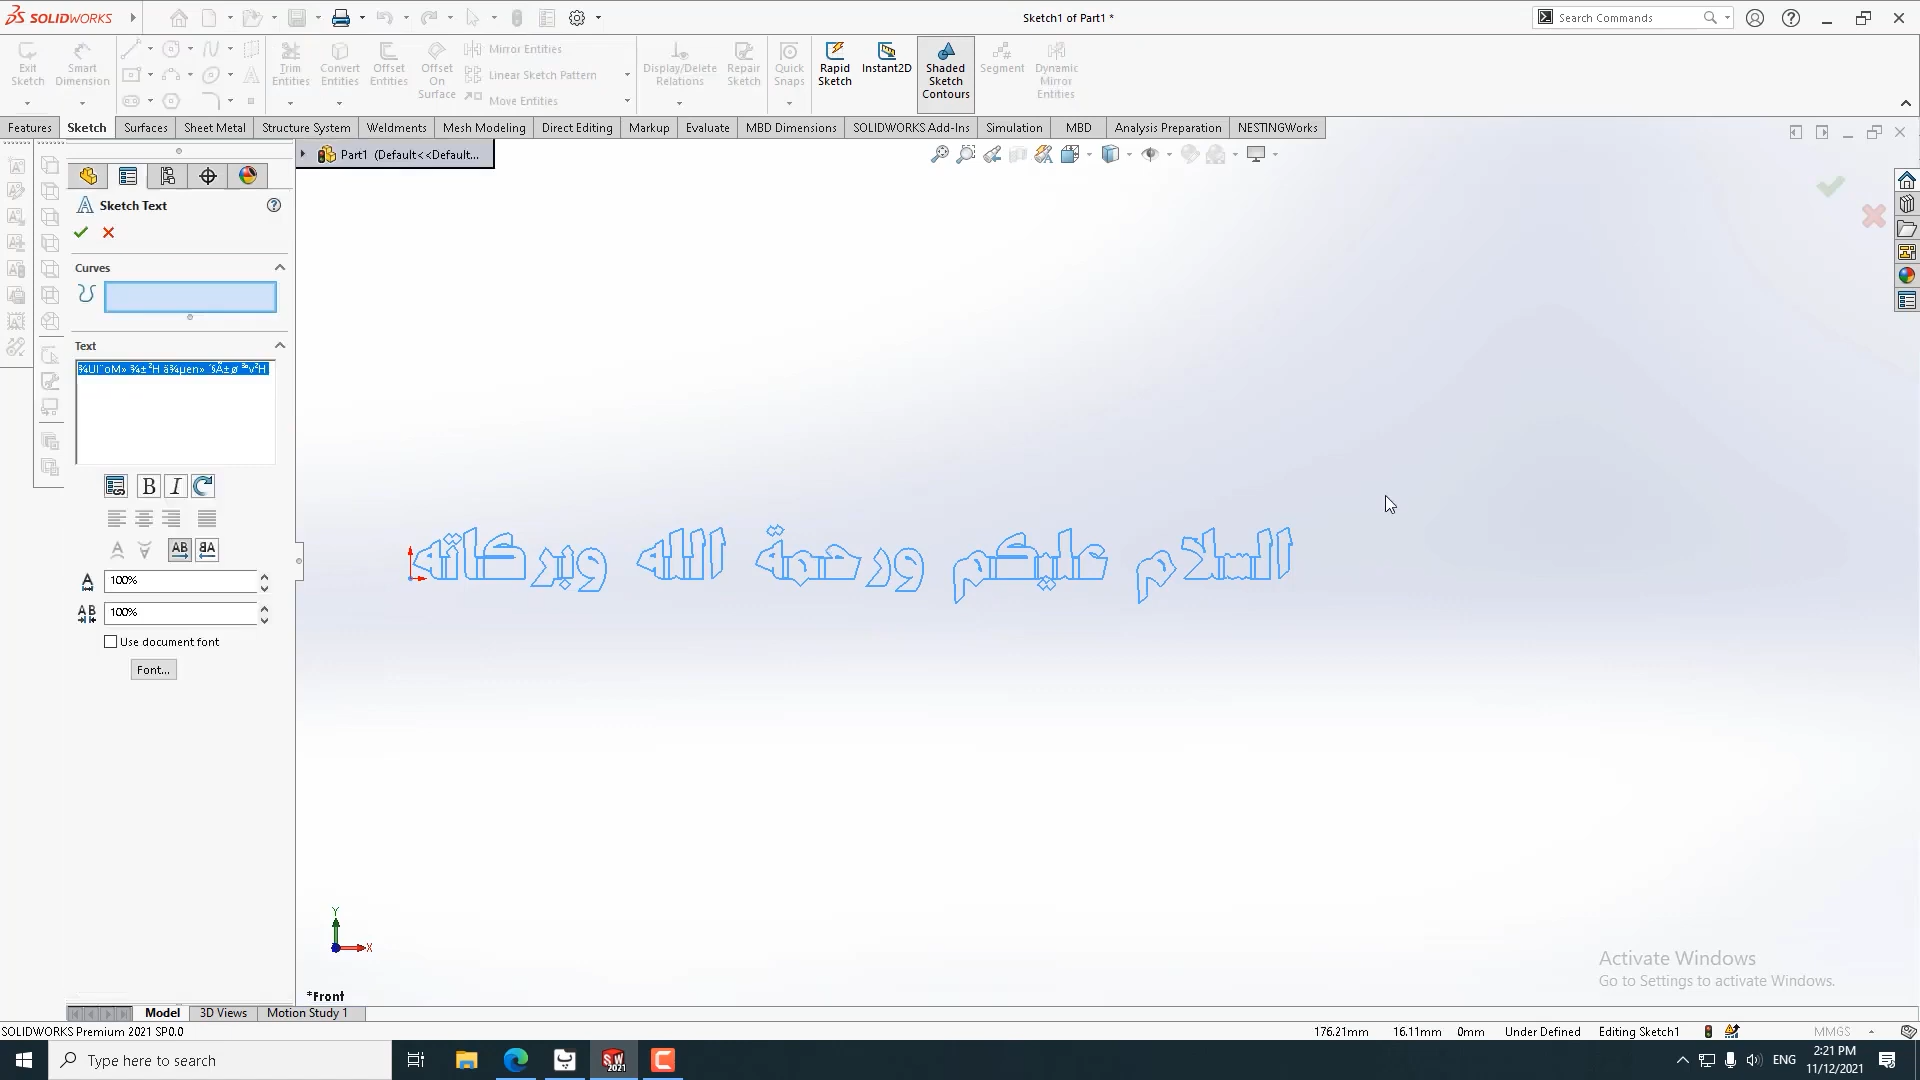 SOLIDWORKS
Sketch1 of Part1 *
Search Commands
Exit Sketch
Smart Dimension
Trim Entities
Convert Entities
Offset Entities
Offset On Surface
Mirror Entities
Linear Sketch Pattern
Move Entities
Display/Delete Relations
Repair Sketch
Quick Snaps
Rapid Sketch
Instant2D
Shaded Sketch Contours
Segment
Dynamic Mirror Entities
Features Sketch Surfaces Sheet Metal Structure System Weldments Mesh Modeling Direct Editing Markup Evaluate MBD Dimensions SOLIDWORKS Add-Ins Simulation MBD Analysis Preparation NESTINGWorks
Part1 (Default<<Default...
Sketch Text
Curves
Text
B I
AB
100%
AB
100%
Use document font
Font...
السلام عليكم ورحمة الله وبركاته
Y
X
*Front
Activate Windows
Go to Settings to activate Windows.
Model 3D Views Motion Study 1
SOLIDWORKS Premium 2021 SP0.0
176.21mm 16.11mm 0mm Under Defined Editing Sketch1 MMGS
Type here to search
SW 2021
ENG
2:21 PM
11/12/2021